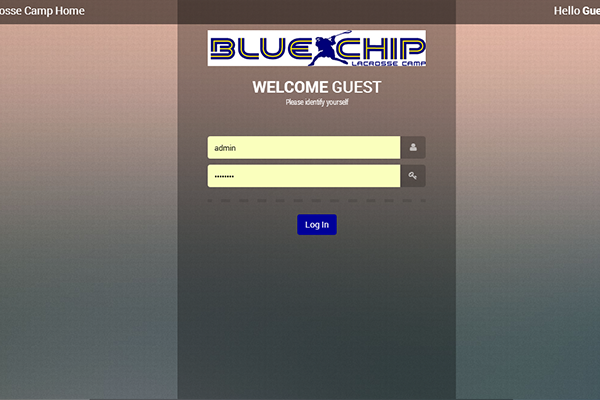 osse Camp Home
Hello Gue
BLUE CHIP
LACROSSE CAMP
WELCOME GUEST
Please identify yourself
admin
••••••••
Log In